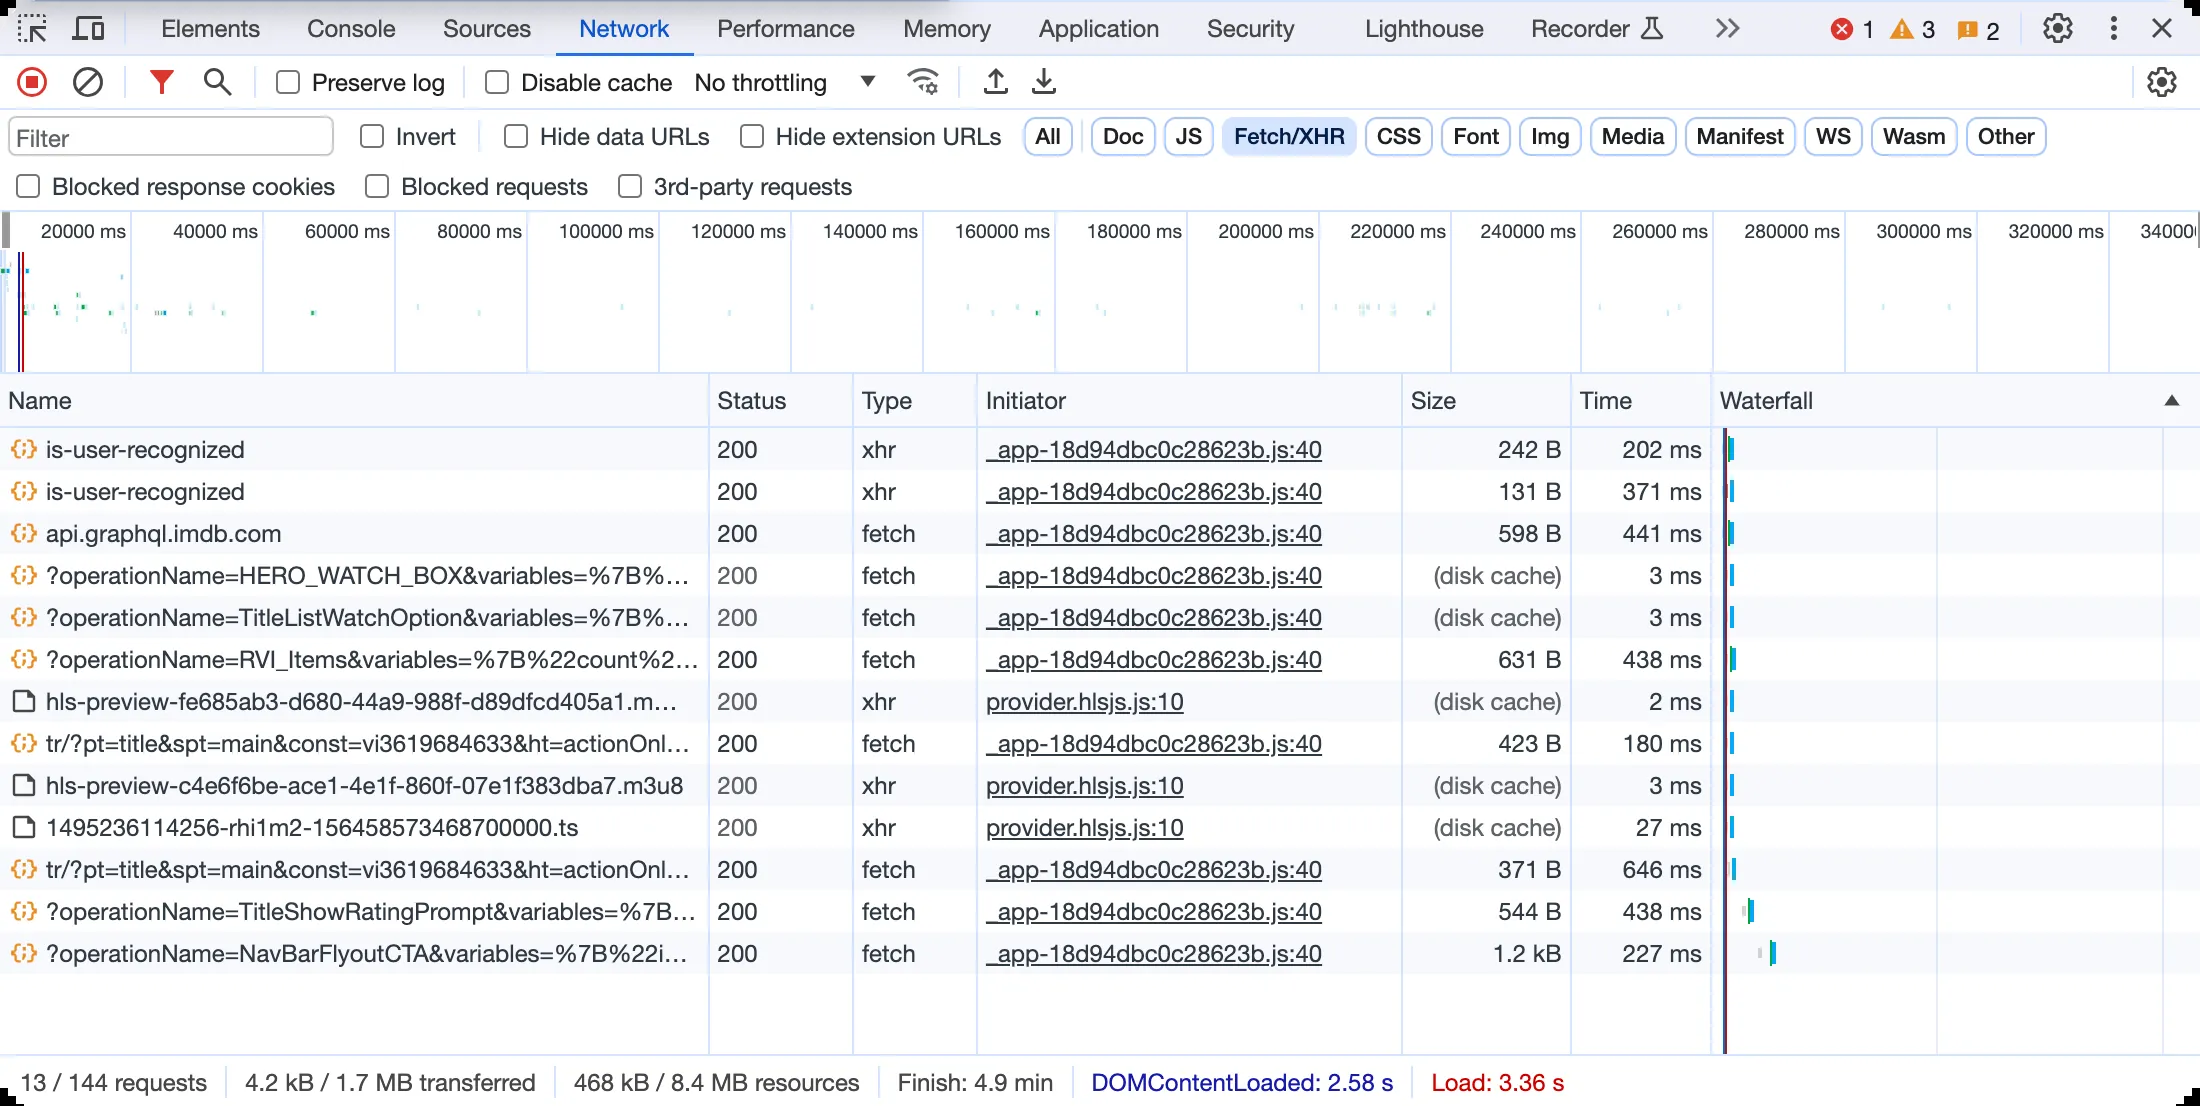 Elements Console Sources Network Performance Memory Application Security Lighthouse Recorder 1 3 2
Preserve log Disable cache No throttling
Filter Invert Hide data URLs Hide extension URLs All Doc JS Fetch/XHR CSS Font Img Media Manifest WS Wasm Other
Blocked response cookies Blocked requests 3rd-party requests
20000 ms 40000 ms 60000 ms 80000 ms 100000 ms 120000 ms 140000 ms 160000 ms 180000 ms 200000 ms 220000 ms 240000 ms 260000 ms 280000 ms 300000 ms 320000 ms 34000
Name Status Type Initiator Size Time Waterfall
is-user-recognized 200 xhr _app-18d94dbc0c28623b.js:40 242 B 202 ms
is-user-recognized 200 xhr _app-18d94dbc0c28623b.js:40 131 B 371 ms
api.graphql.imdb.com 200 fetch _app-18d94dbc0c28623b.js:40 598 B 441 ms
?operationName=HERO_WATCH_BOX&variables=%7B%... 200 fetch _app-18d94dbc0c28623b.js:40 (disk cache) 3 ms
?operationName=TitleListWatchOption&variables=%7B%... 200 fetch _app-18d94dbc0c28623b.js:40 (disk cache) 3 ms
?operationName=RVI_Items&variables=%7B%22count%2... 200 fetch _app-18d94dbc0c28623b.js:40 631 B 438 ms
hls-preview-fe685ab3-d680-44a9-988f-d89dfcd405a1.m... 200 xhr provider.hlsjs.js:10 (disk cache) 2 ms
tr/?pt=title&spt=main&const=vi3619684633&ht=actionOnl... 200 fetch _app-18d94dbc0c28623b.js:40 423 B 180 ms
hls-preview-c4e6f6be-ace1-4e1f-860f-07e1f383dba7.m3u8 200 xhr provider.hlsjs.js:10 (disk cache) 3 ms
1495236114256-rhi1m2-156458573468700000.ts 200 xhr provider.hlsjs.js:10 (disk cache) 27 ms
tr/?pt=title&spt=main&const=vi3619684633&ht=actionOnl... 200 fetch _app-18d94dbc0c28623b.js:40 371 B 646 ms
?operationName=TitleShowRatingPrompt&variables=%7B... 200 fetch _app-18d94dbc0c28623b.js:40 544 B 438 ms
?operationName=NavBarFlyoutCTA&variables=%7B%22i... 200 fetch _app-18d94dbc0c28623b.js:40 1.2 kB 227 ms
13 / 144 requests 4.2 kB / 1.7 MB transferred 468 kB / 8.4 MB resources Finish: 4.9 min DOMContentLoaded: 2.58 s Load: 3.36 s